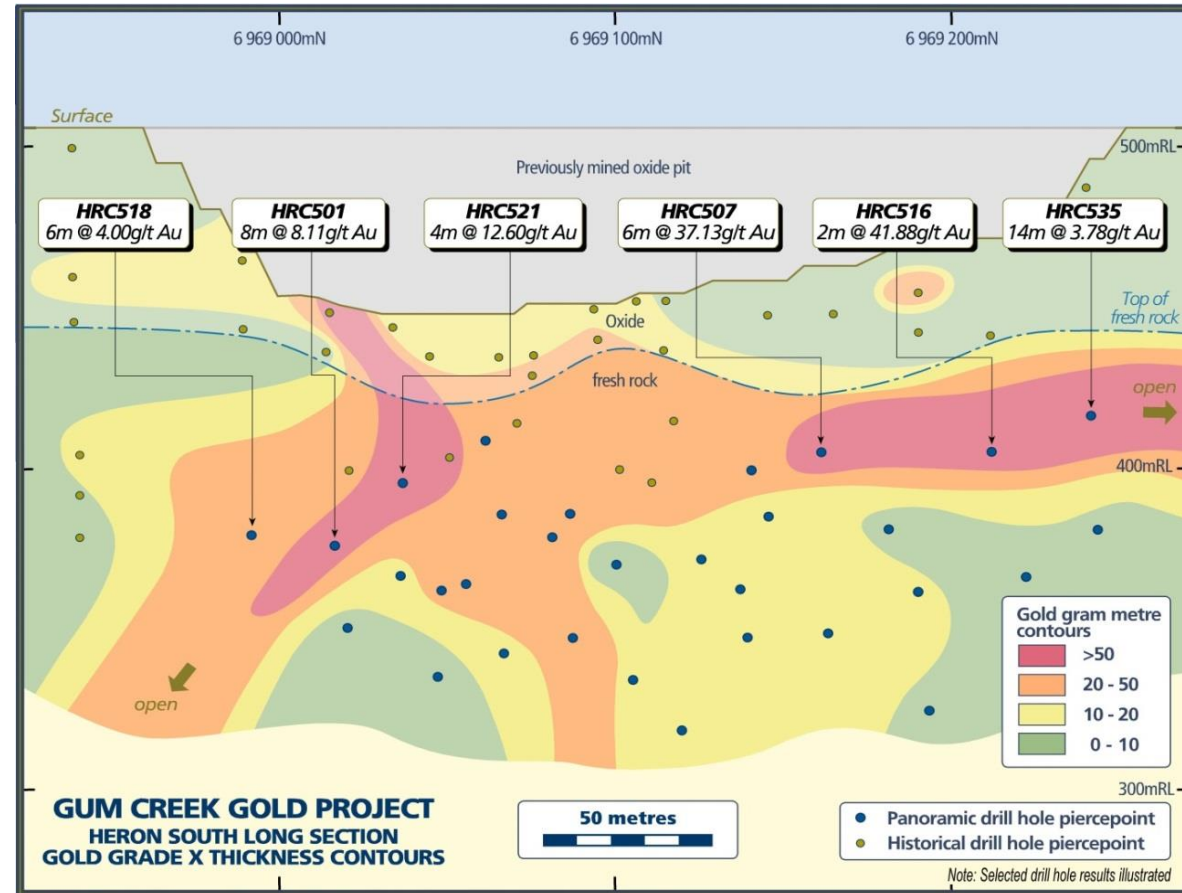 6 969 000mN
6 969 100mN
6 969 200mN
Surface
500mRL
Previously mined oxide pit
HRC518
6m @ 4.00g/t Au
HRC501
8m @ 8.11g/t Au
HRC521
4m @ 12.60g/t Au
HRC507
6m @ 37.13g/t Au
HRC516
2m @ 41.88g/t Au
HRC535
14m @ 3.78g/t Au
Oxide
Top of
fresh rock
fresh rock
open
400mRL
open
Gold gram metre
contours
>50
20 - 50
10 - 20
0 - 10
300mRL
GUM CREEK GOLD PROJECT
HERON SOUTH LONG SECTION
GOLD GRADE X THICKNESS CONTOURS
50 metres
Panoramic drill hole piercepoint
Historical drill hole piercepoint
Note: Selected drill hole results illustrated